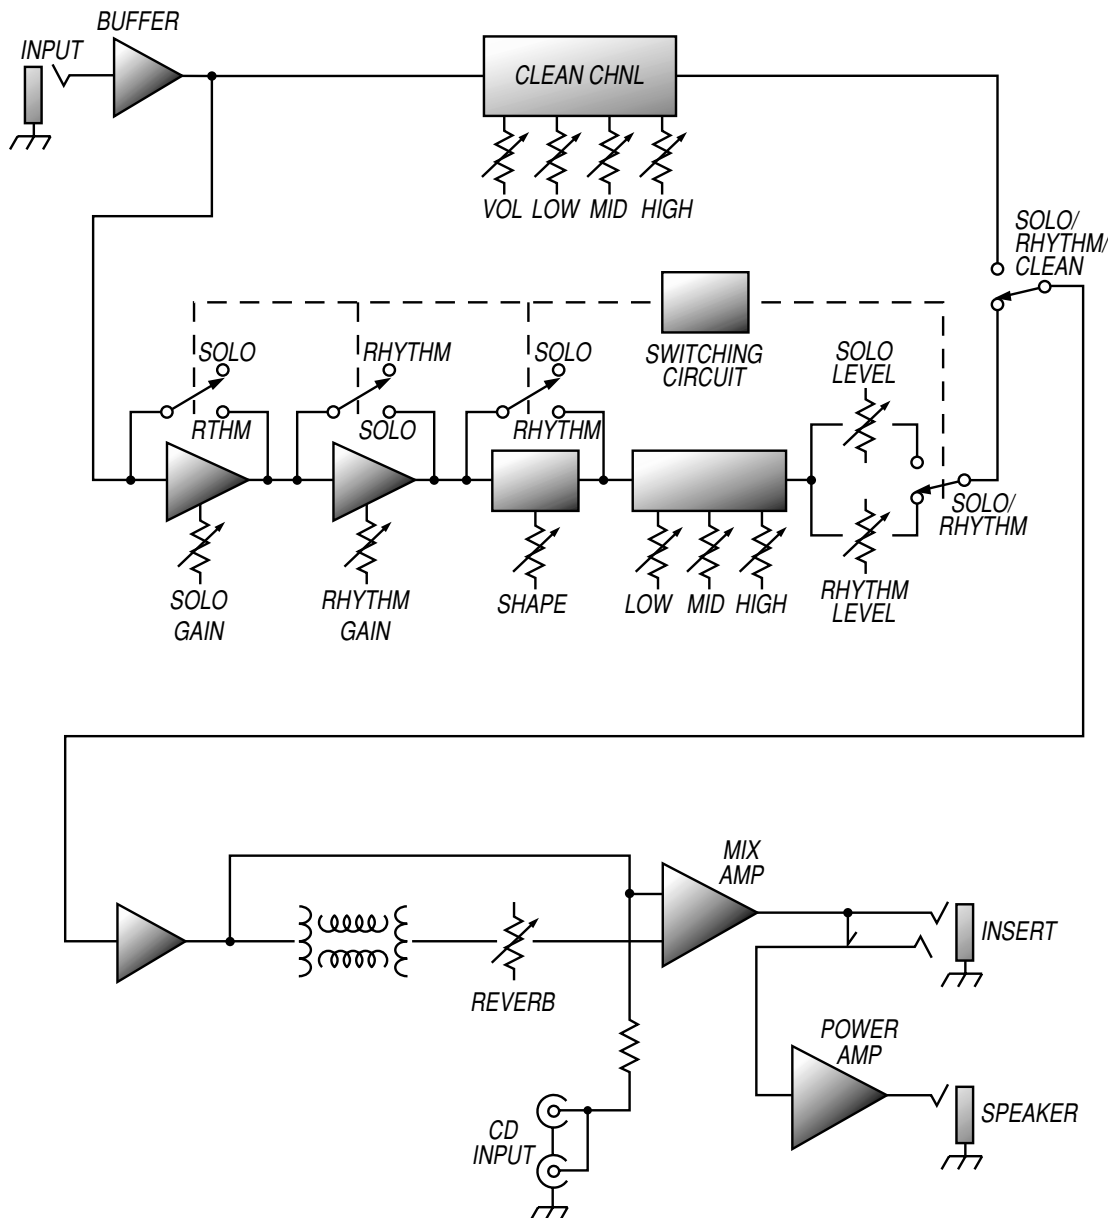 BUFFER
INPUT
CLEAN CHNL
VOL LOW MID HIGH
SOLO/
RHYTHM/
CLEAN
SOLO
RTHM
RHYTHM
SOLO
SOLO
RHYTHM
SWITCHING
CIRCUIT
SOLO
LEVEL
SOLO/
RHYTHM
SOLO
GAIN
RHYTHM
GAIN
SHAPE
LOW MID HIGH
RHYTHM
LEVEL
MIX
AMP
INSERT
REVERB
POWER
AMP
SPEAKER
CD
INPUT